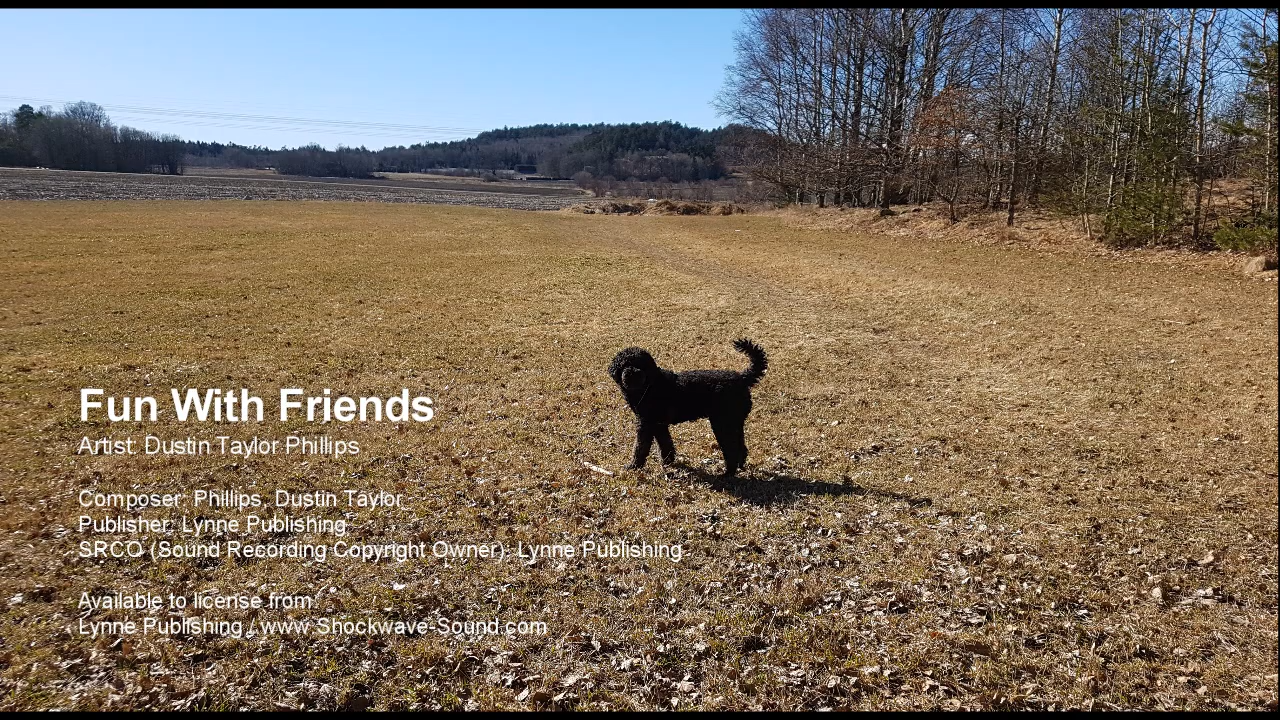 Fun With Friends
Artist: Dustin Taylor Phillips
Composer: Phillips, Dustin Taylor
Publisher: Lynne Publishing
SRCO (Sound Recording Copyright Owner): Lynne Publishing
Available to license from:
Lynne Publishing / www.Shockwave-Sound.com